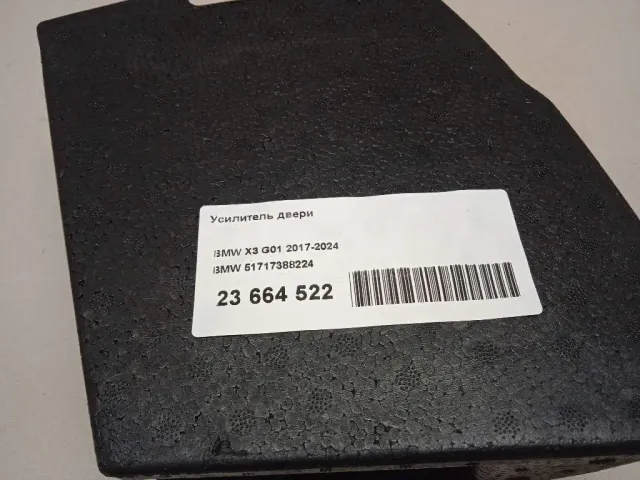 Усилитель двери
BMW X3 G01 2017-2024
BMW 51717388224
23 664 522